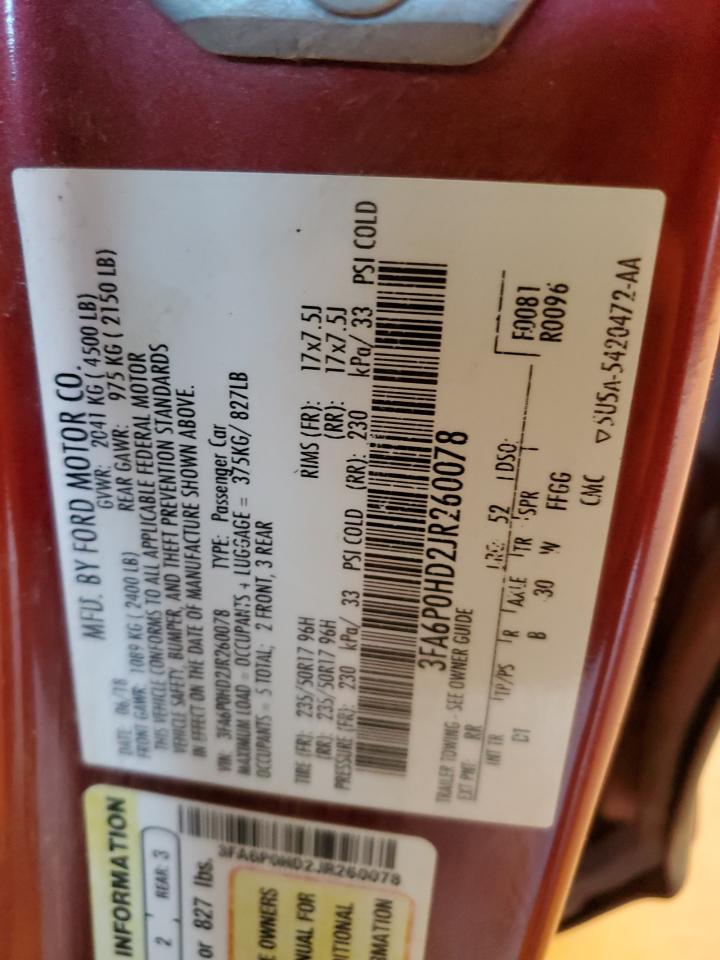 MFD. BY FORD MOTOR CO.
DATE 06/18 GVWR: 2041 KG ( 4500 LB)
FRONT GAWR: 1089 KG ( 2400 LB) REAR GAWR: 975 KG ( 2150 LB)
THIS VEHICLE CONFORMS TO ALL APPLICABLE FEDERAL MOTOR
VEHICLE SAFETY, BUMPER, AND THEFT PREVENTION STANDARDS
IN EFFECT ON THE DATE OF MANUFACTURE SHOWN ABOVE.
VIN: 3FA6P0HD2JR260078 TYPE: Passenger Car
MAXIMUM LOAD = OCCUPANTS + LUGGAGE = 375KG/ 827LB
OCCUPANTS = 5 TOTAL; 2 FRONT, 3 REAR
TIRE (FR): 235/50R17 96H RIMS (FR): 17x7.5J
(RR): 235/50R17 96H (RR): 17x7.5J
PRESSURE (FR): 230 kPa/ 33 PSI COLD (RR): 230 kPa/ 33 PSI COLD
3FA6P0HD2JR260078
TRAILER TOWING - SEE OWNER GUIDE
EXT PNT: RR 52 DSO: F0081
INT TR TP/PS R AXLE TR SPR R0096
D1 B 30 W FFGG
CMC ▽SU5A-5420472-AA
INFORMATION
2 REAR: 3
or 827 lbs.
3FA6P0HD2JR260078
OWNERS
FOR